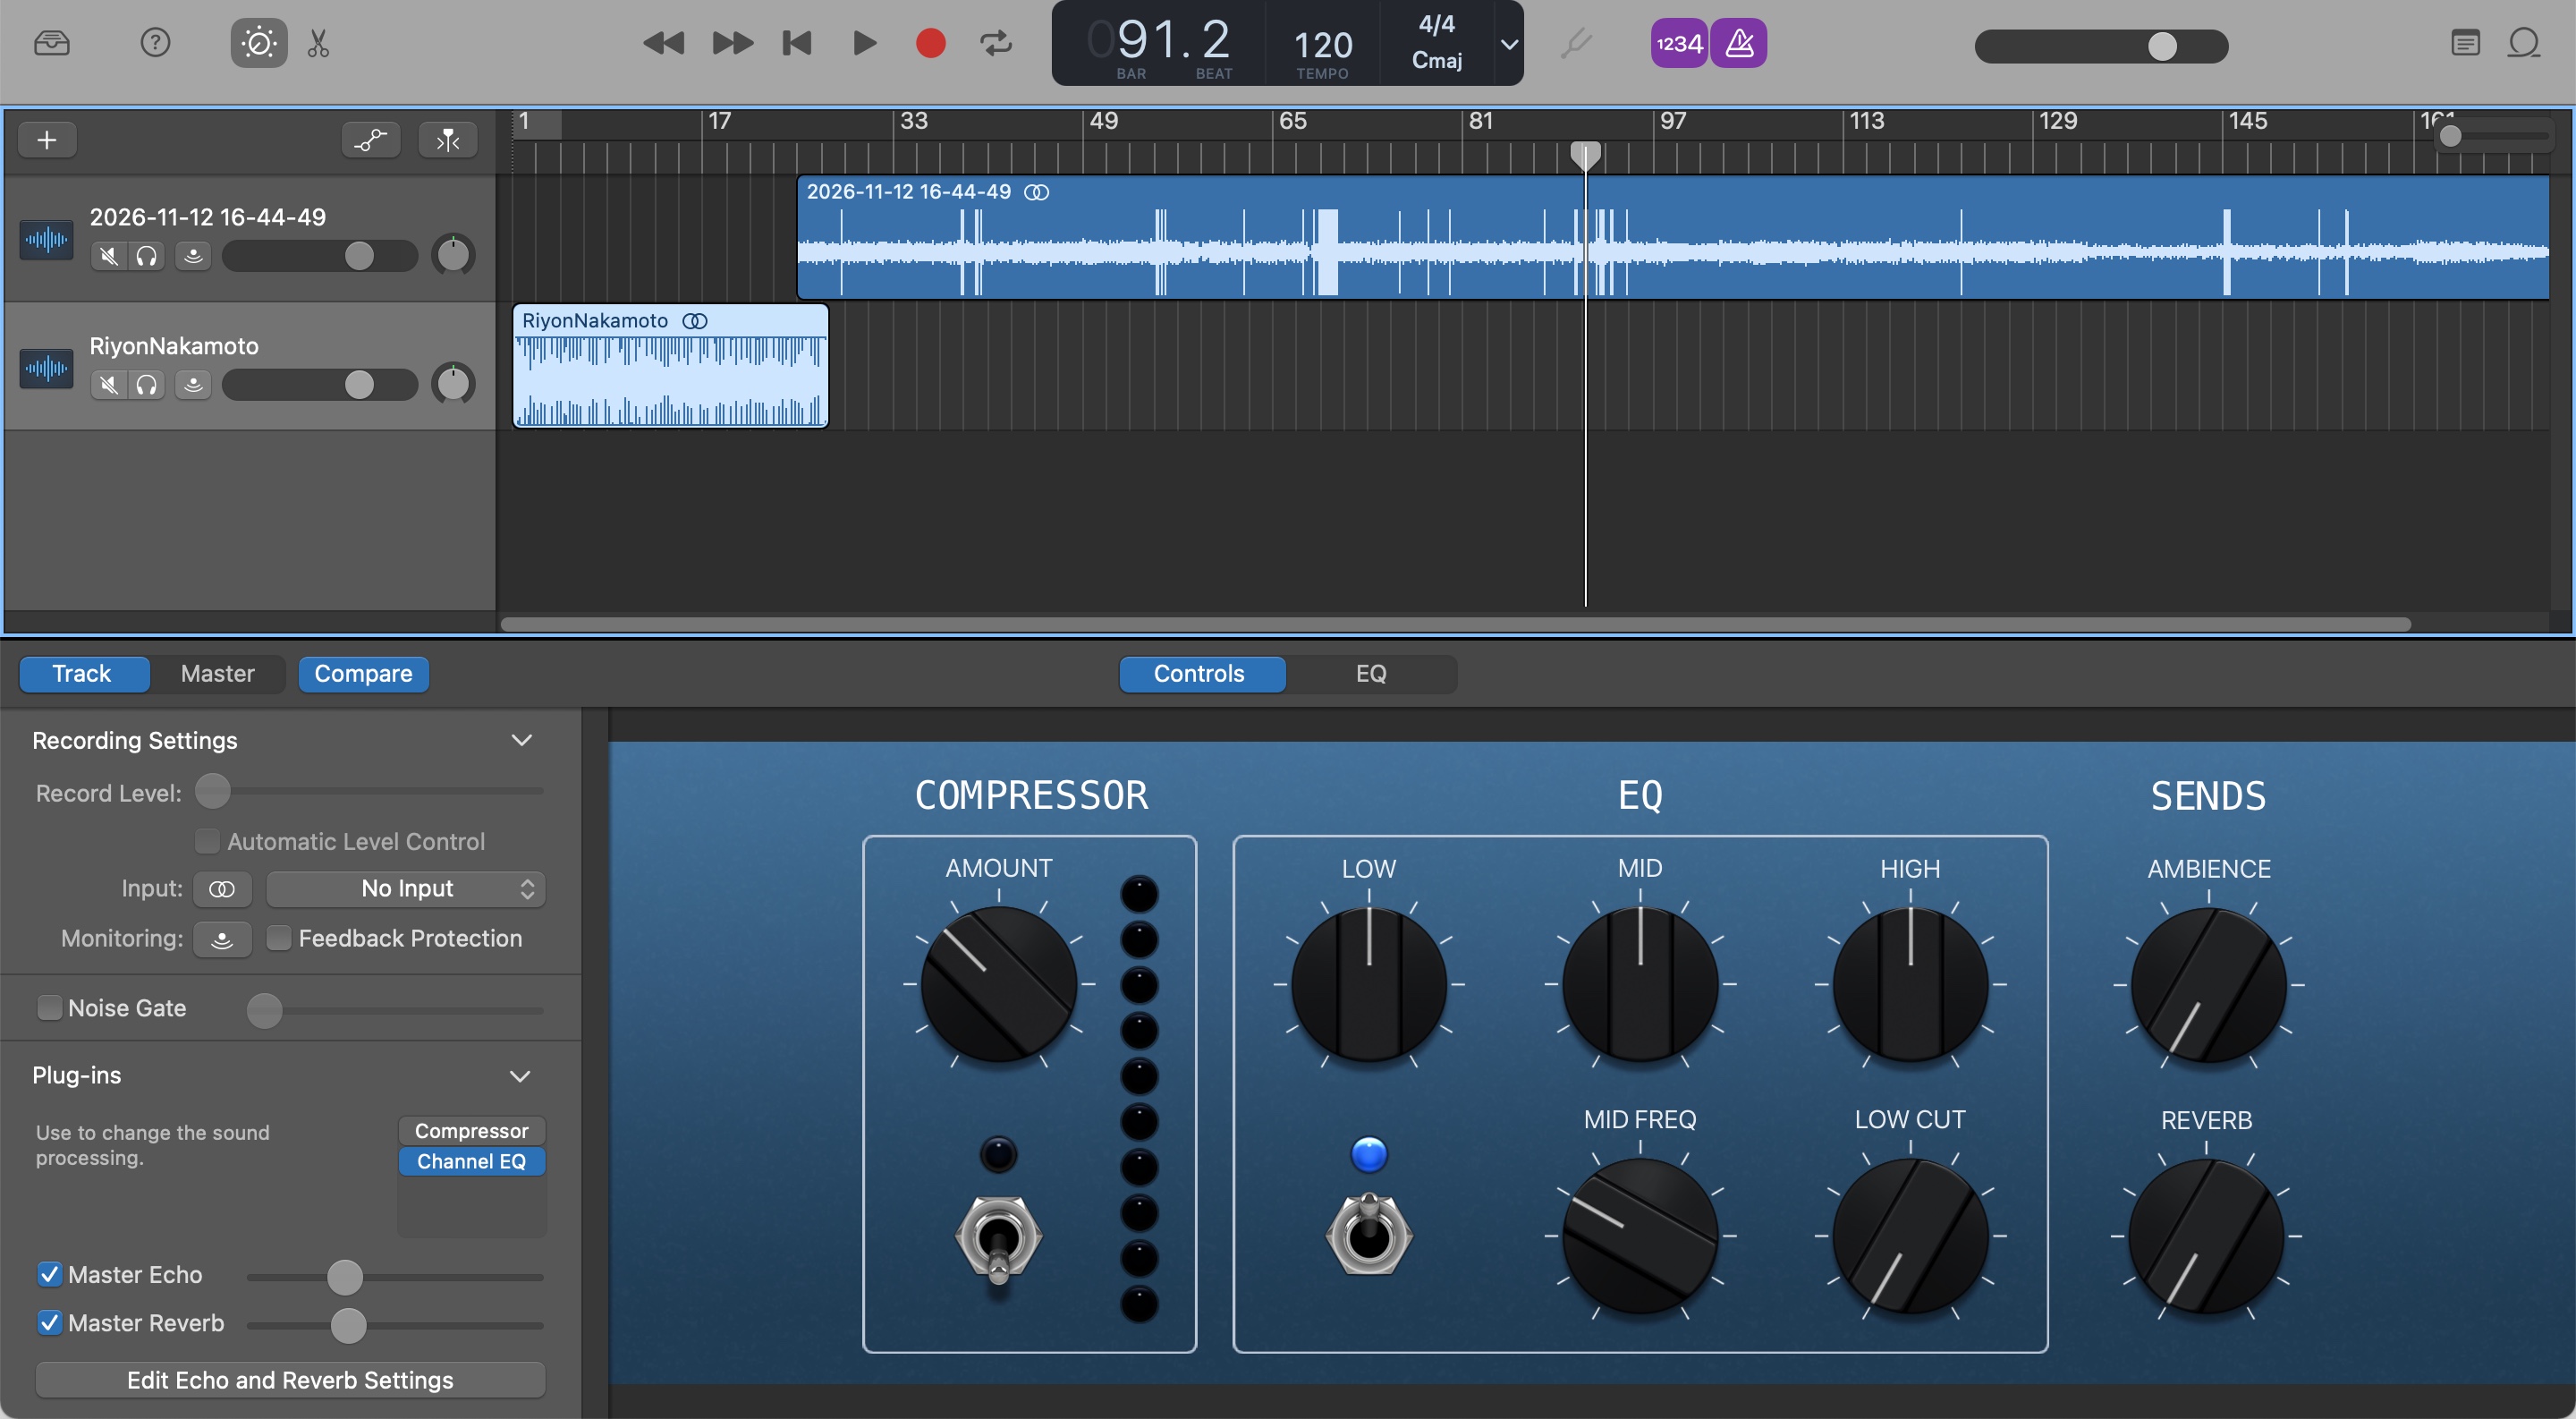 091.2
BAR BEAT
120
TEMPO
4/4
Cmaj
1234
1 17 33 49 65 81 97 113 129 145
2026-11-12 16-44-49
2026-11-12 16-44-49
RiyonNakamoto
RiyonNakamoto
Track Master Compare
Controls EQ
Recording Settings
Record Level:
Automatic Level Control
Input: No Input
Monitoring: Feedback Protection
Noise Gate
Plug-ins
Use to change the sound
processing.
Compressor
Channel EQ
Master Echo
Master Reverb
Edit Echo and Reverb Settings
COMPRESSOR
AMOUNT
EQ
LOW MID HIGH
MID FREQ LOW CUT
SENDS
AMBIENCE
REVERB